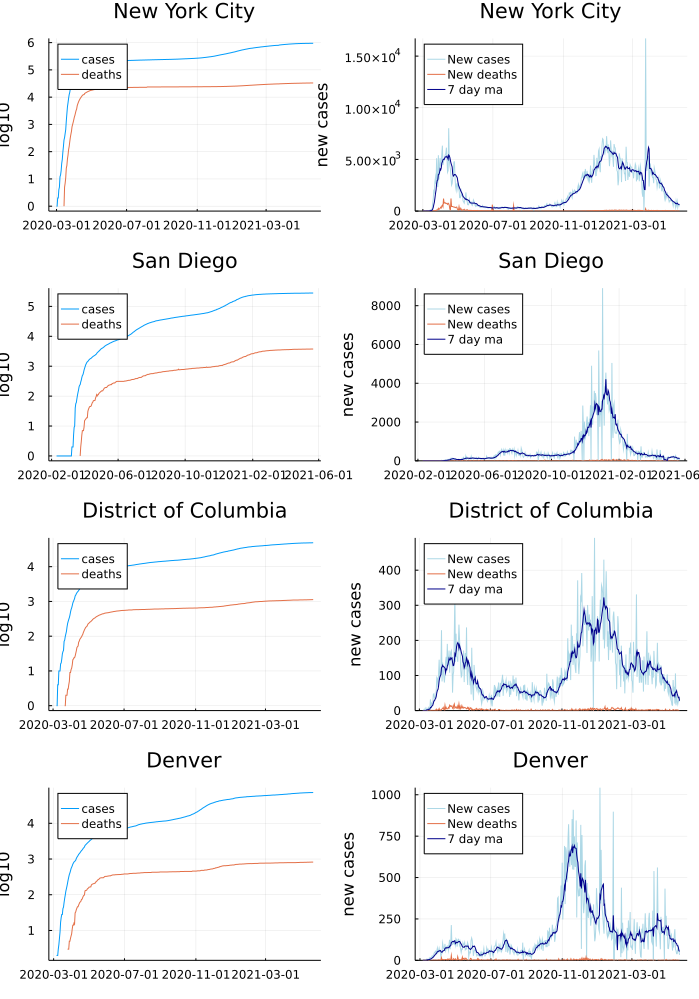 New York City
6
5
4
3
2
1
0
log10
cases
deaths
2020-03-01 2020-07-01 2020-11-01 2021-03-01
New York City
1.50×10⁴
1.00×10⁴
5.00×10³
0
new cases
New cases
New deaths
7 day ma
2020-03-01 2020-07-01 2020-11-01 2021-03-01
San Diego
5
4
3
2
1
0
log10
cases
deaths
2020-02-01 2020-06-01 2020-10-01 2021-02-01 2021-06-01
San Diego
8000
6000
4000
2000
0
new cases
New cases
New deaths
7 day ma
2020-02-01 2020-06-01 2020-10-01 2021-02-01 2021-06
District of Columbia
4
3
2
1
0
log10
cases
deaths
2020-03-01 2020-07-01 2020-11-01 2021-03-01
District of Columbia
400
300
200
100
0
new cases
New cases
New deaths
7 day ma
2020-03-01 2020-07-01 2020-11-01 2021-03-01
Denver
4
3
2
1
log10
cases
deaths
2020-03-01 2020-07-01 2020-11-01 2021-03-01
Denver
1000
750
500
250
0
new cases
New cases
New deaths
7 day ma
2020-03-01 2020-07-01 2020-11-01 2021-03-01